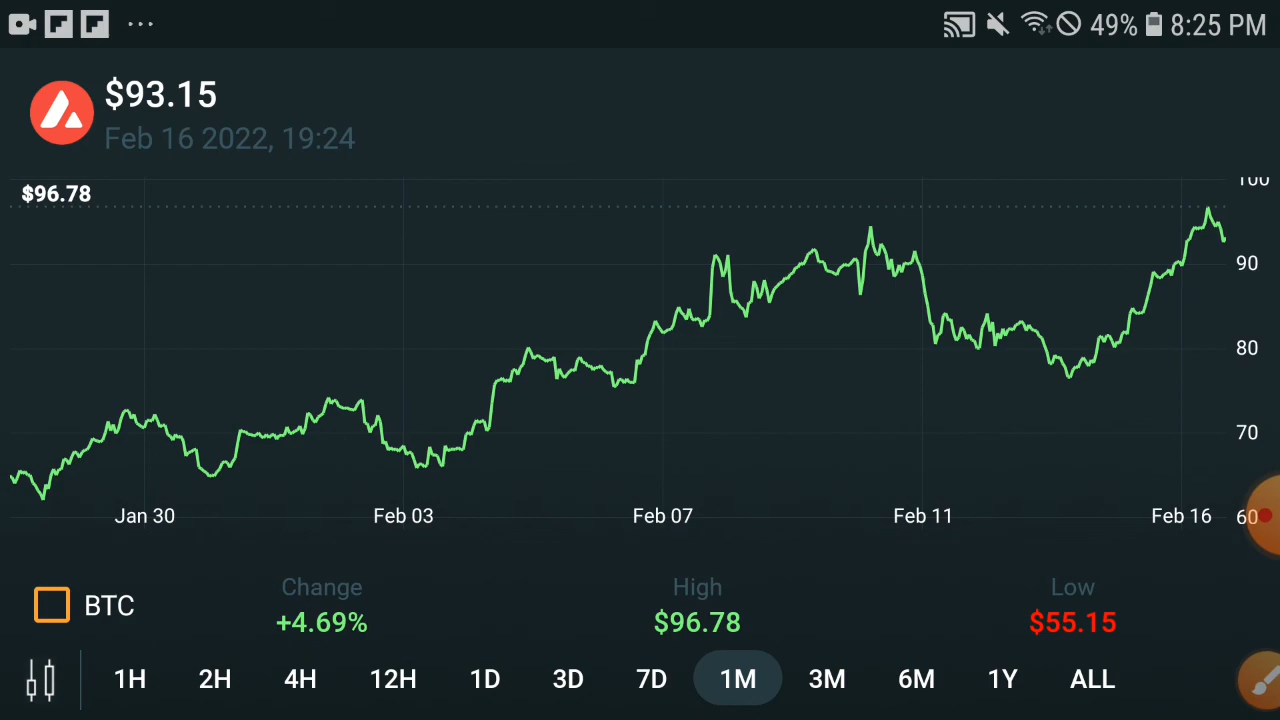 49% 8:25 PM
$93.15
Feb 16 2022, 19:24
$96.78
100
90
80
70
60
Jan 30 Feb 03 Feb 07 Feb 11 Feb 16
BTC
Change High Low
+4.69% $96.78 $55.15
1H 2H 4H 12H 1D 3D 7D 1M 3M 6M 1Y ALL